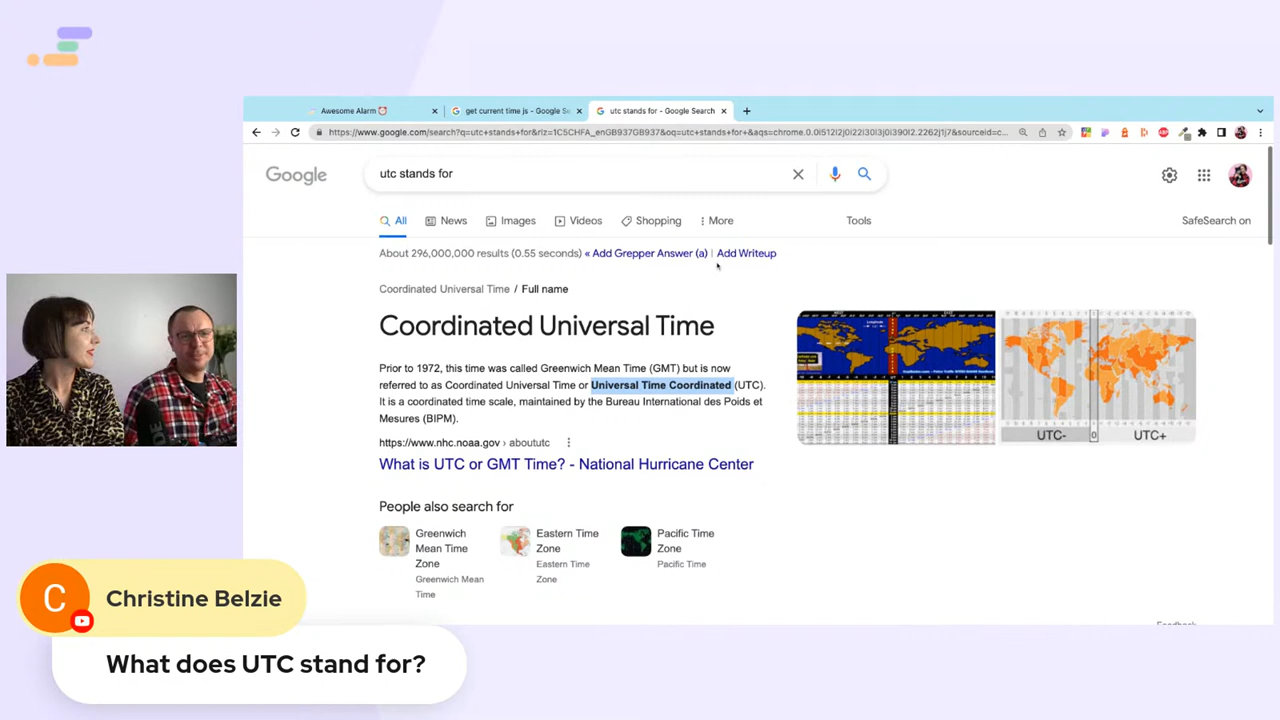 Awesome Alarm ⏰
get current time js - Google Se
utc stands for - Google Search
https://www.google.com/search?q=utc+stands+for&rlz=1C5CHFA_enGB937GB937&oq=utc+stands+for+&aqs=chrome.0.0i512l2j0i22i30l3j0i390l2.2262j1j7&sourceid=c...
Google
utc stands for
All
News
Images
Videos
Shopping
More
Tools
SafeSearch on
About 296,000,000 results (0.55 seconds) « Add Grepper Answer (a) | Add Writeup
Coordinated Universal Time / Full name
Coordinated Universal Time
Prior to 1972, this time was called Greenwich Mean Time (GMT) but is now
referred to as Coordinated Universal Time or Universal Time Coordinated (UTC).
It is a coordinated time scale, maintained by the Bureau International des Poids et
Mesures (BIPM).
https://www.nhc.noaa.gov › aboututc
What is UTC or GMT Time? - National Hurricane Center
UTC-
0
UTC+
People also search for
Greenwich
Mean Time
Zone
Greenwich Mean
Time
Eastern Time
Zone
Eastern Time
Zone
Pacific Time
Zone
Pacific Time
C
Christine Belzie
What does UTC stand for?